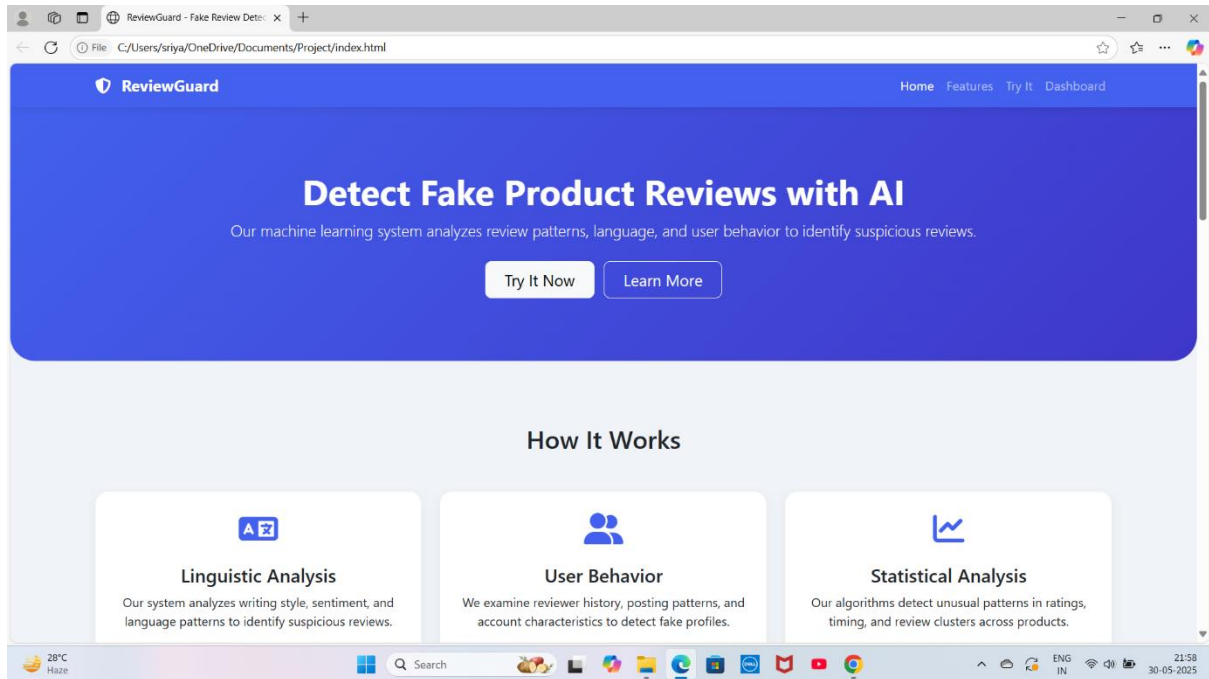 ReviewGuard - Fake Review Detec
File C:/Users/sriya/OneDrive/Documents/Project/index.html
ReviewGuard Home Features Try It Dashboard
Detect Fake Product Reviews with AI
Our machine learning system analyzes review patterns, language, and user behavior to identify suspicious reviews.
Try It Now Learn More
How It Works
Linguistic Analysis
Our system analyzes writing style, sentiment, and
language patterns to identify suspicious reviews.
User Behavior
We examine reviewer history, posting patterns, and
account characteristics to detect fake profiles.
Statistical Analysis
Our algorithms detect unusual patterns in ratings,
timing, and review clusters across products.
28°C
Haze
Search
DELL
ENG
IN
21:58
30-05-2025